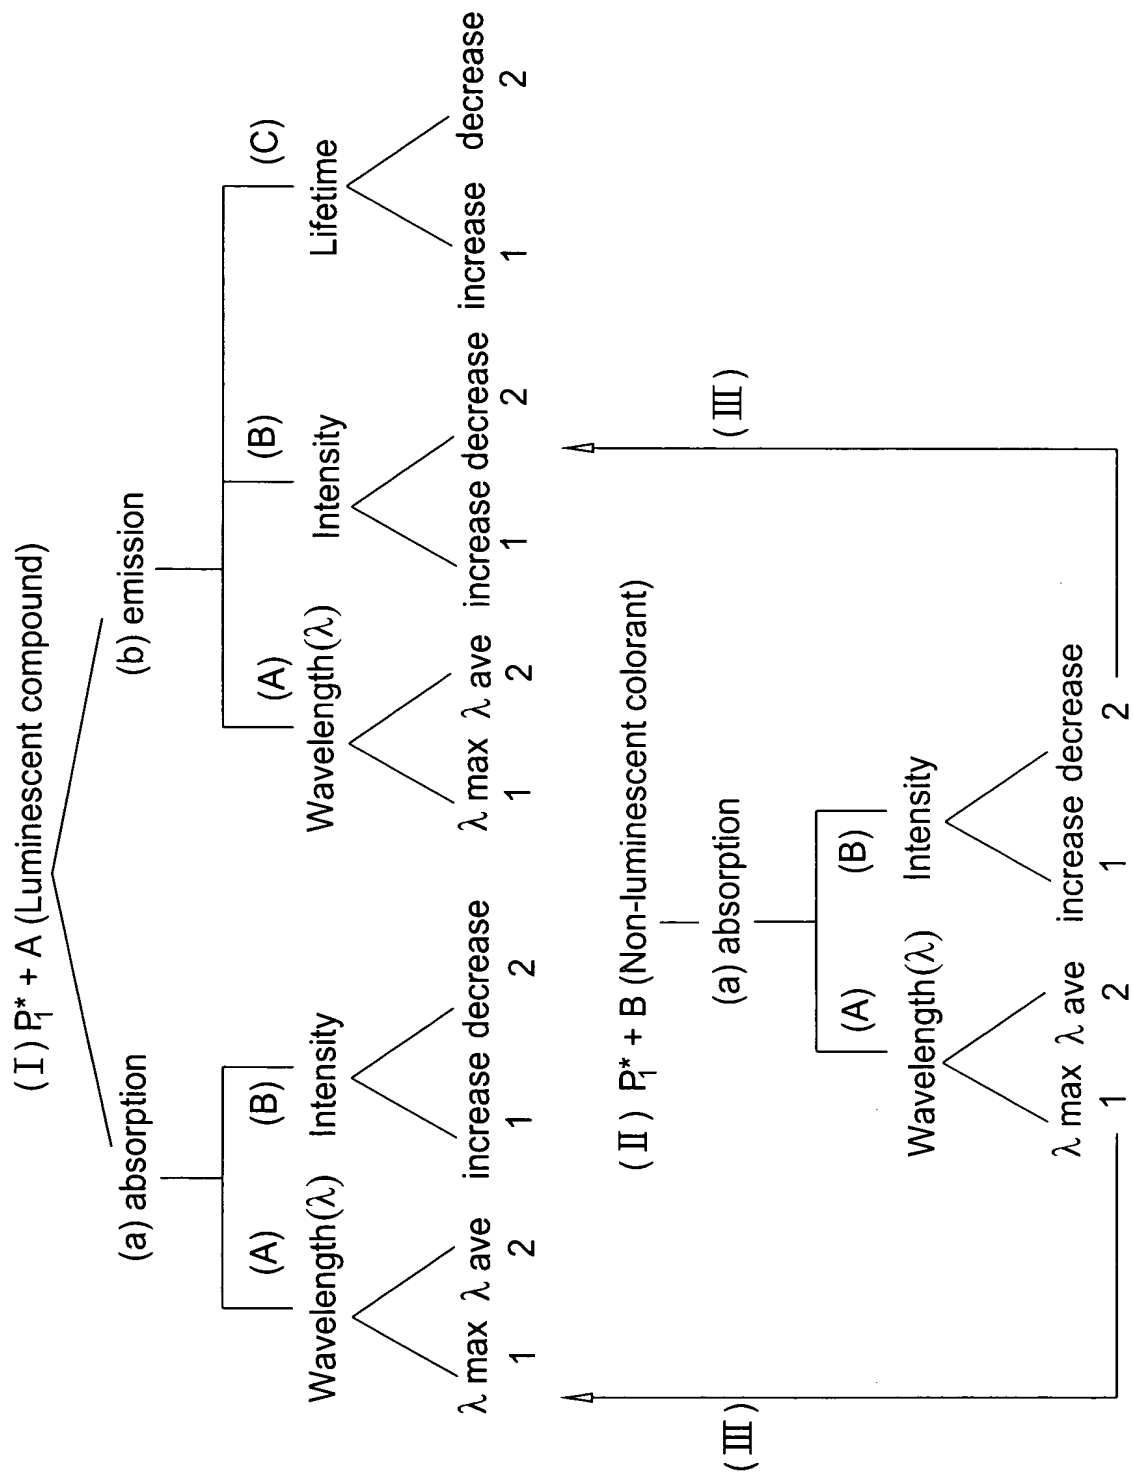 (I) P₁* + A (Luminescent compound)
(a) absorption
(b) emission
(A)
(B)
(A)
(B)
(C)
Wavelength(λ)
Intensity
Wavelength(λ)
Intensity
Lifetime
λ max λ ave
increase decrease
λ max λ ave
increase decrease
increase decrease
1 2
1 2
1 2
1 2
1 2
(II) P₁* + B (Non-luminescent colorant)
(a) absorption
(III)
(III)
(A)
(B)
Wavelength(λ)
Intensity
λ max λ ave
increase decrease
1 2
1 2